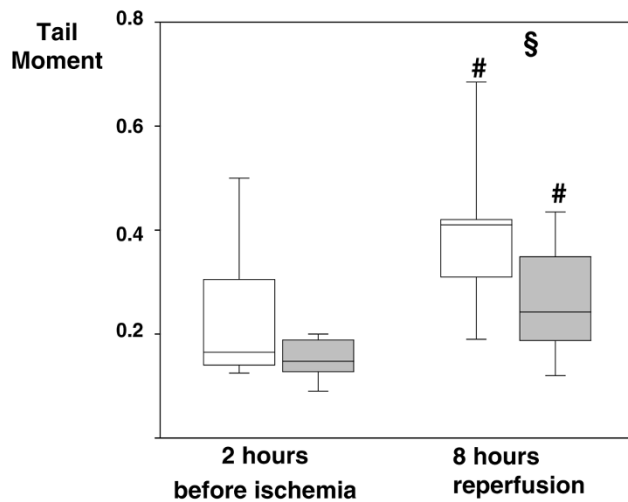 Tail
Moment
0.8
0.6
0.4
0.2
#
§
#
2 hours
before ischemia
8 hours
reperfusion